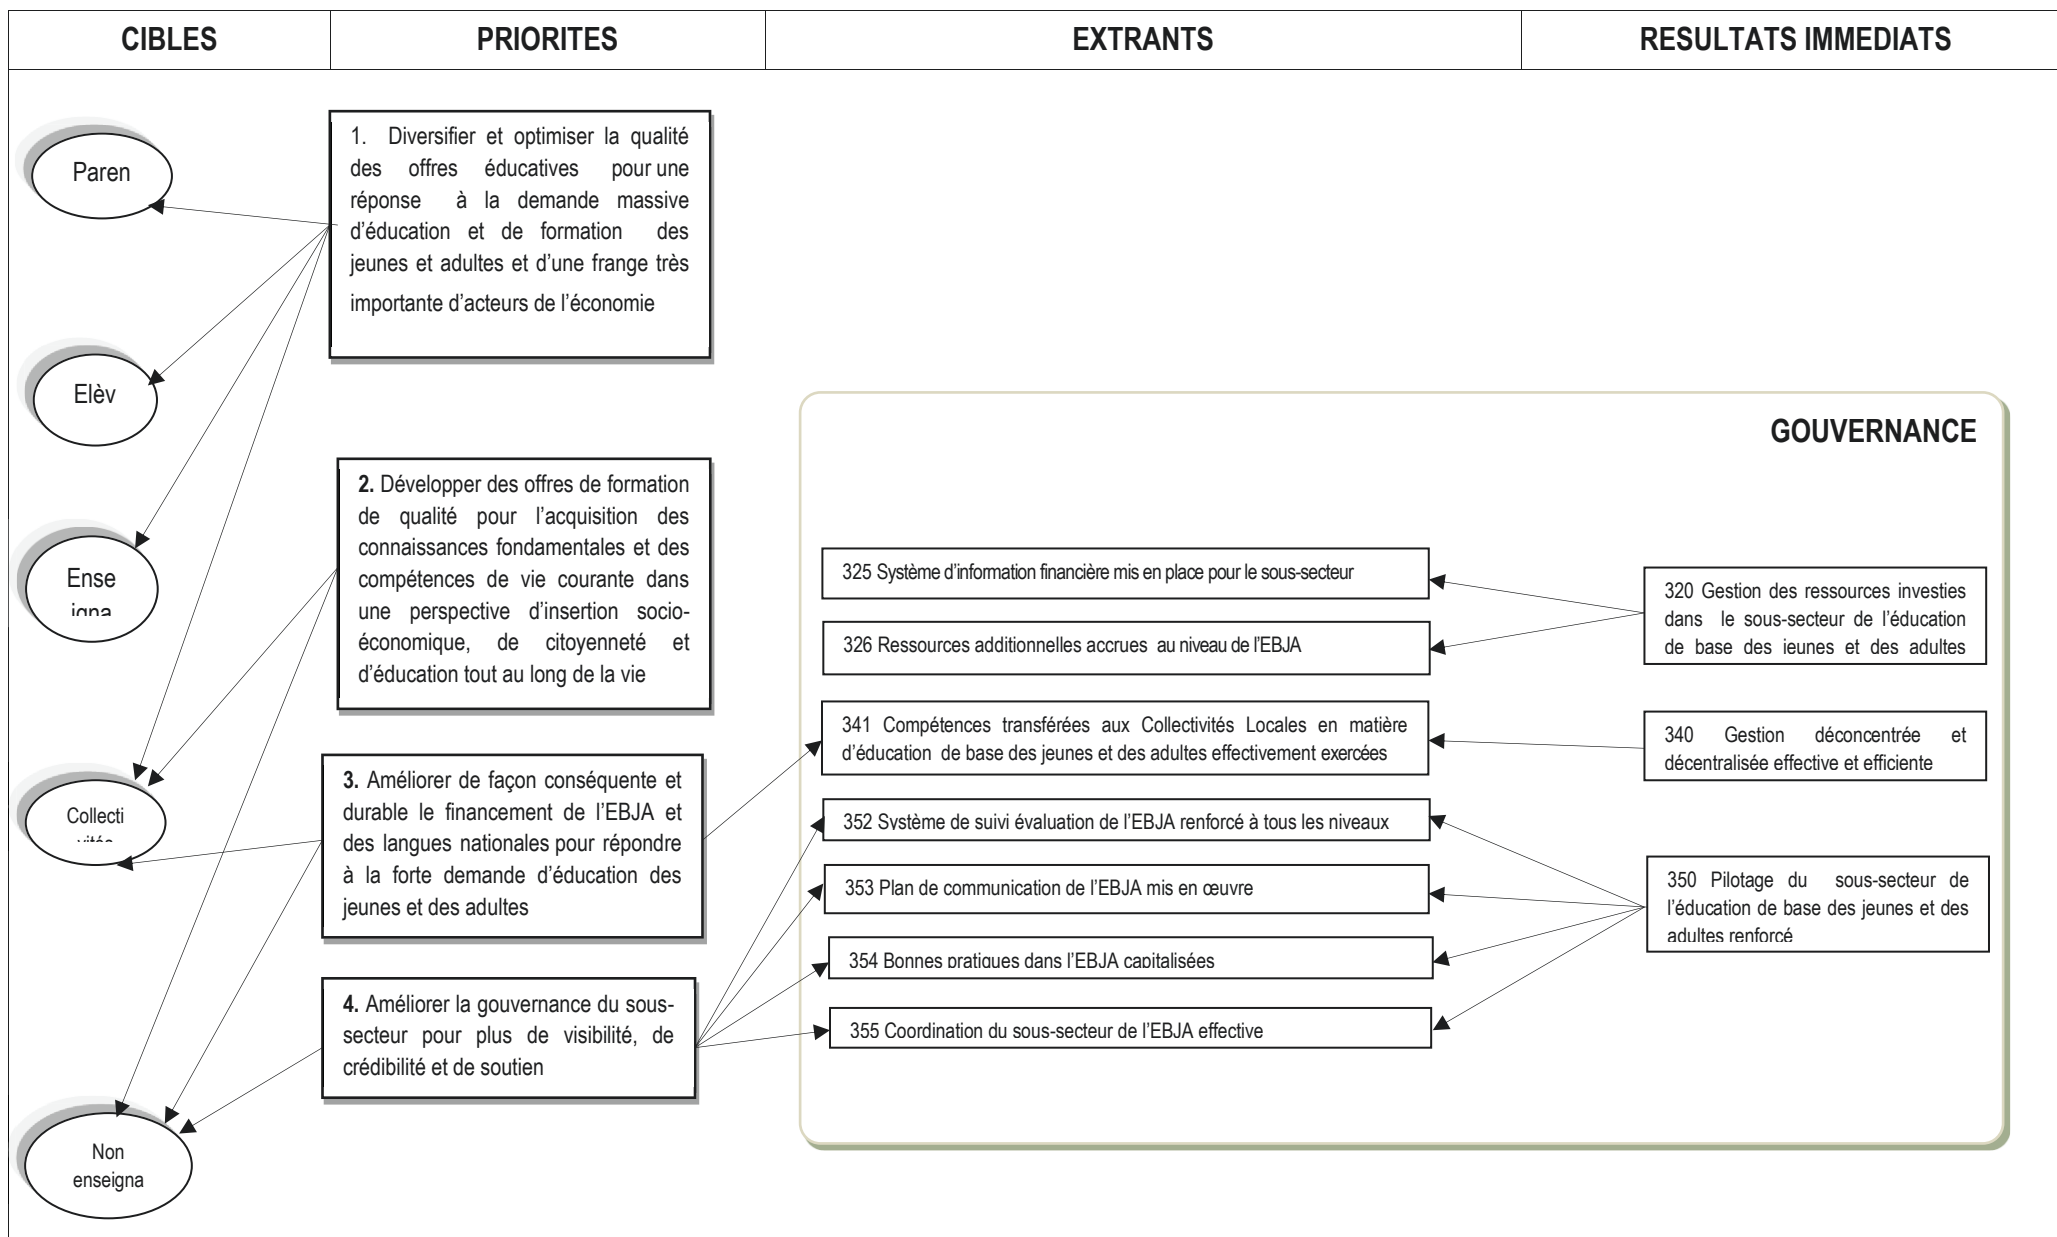 CIBLES
PRIORITES
EXTRANTS
RESULTATS IMMEDIATS
Paren
Elèv
Ense
igna
Collecti
vités
Non
enseigna
1. Diversifier et optimiser la qualité
des offres éducatives pour une
réponse à la demande massive
d’éducation et de formation des
jeunes et adultes et d’une frange très
importante d’acteurs de l’économie
2. Développer des offres de formation
de qualité pour l’acquisition des
connaissances fondamentales et des
compétences de vie courante dans
une perspective d’insertion socio-
économique, de citoyenneté et
d’éducation tout au long de la vie
3. Améliorer de façon conséquente et
durable le financement de l’EBJA et
des langues nationales pour répondre
à la forte demande d’éducation des
jeunes et des adultes
4. Améliorer la gouvernance du sous-
secteur pour plus de visibilité, de
crédibilité et de soutien
GOUVERNANCE
325 Système d’information financière mis en place pour le sous-secteur
326 Ressources additionnelles accrues au niveau de l’EBJA
341 Compétences transférées aux Collectivités Locales en matière
d’éducation de base des jeunes et des adultes effectivement exercées
352 Système de suivi évaluation de l’EBJA renforcé à tous les niveaux
353 Plan de communication de l’EBJA mis en œuvre
354 Bonnes pratiques dans l’EBJA capitalisées
355 Coordination du sous-secteur de l’EBJA effective
320 Gestion des ressources investies
dans le sous-secteur de l’éducation
de base des jeunes et des adultes
340 Gestion déconcentrée et
décentralisée effective et efficiente
350 Pilotage du sous-secteur de
l’éducation de base des jeunes et des
adultes renforcé